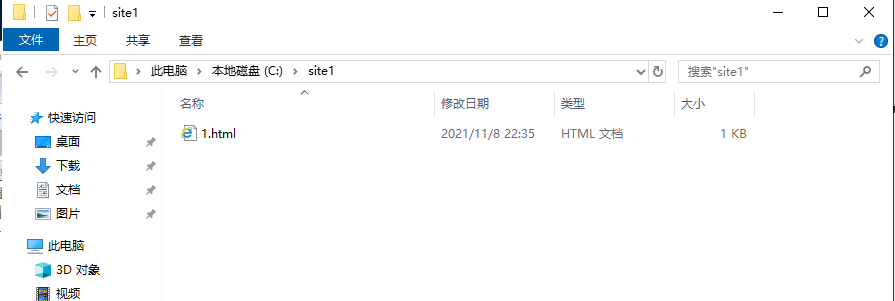 site1
文件 主页 共享 查看
此电脑 本地磁盘 (C:) site1 搜索"site1"
名称 修改日期 类型 大小
快速访问
1.html 2021/11/8 22:35 HTML 文档 1 KB
桌面
下载
文档
图片
此电脑
3D 对象
视频